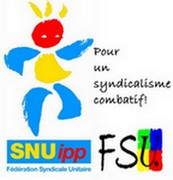 Pour
un
syndicalisme
combatif!
SNUipp
Fédération Syndicale Unitaire
FSU